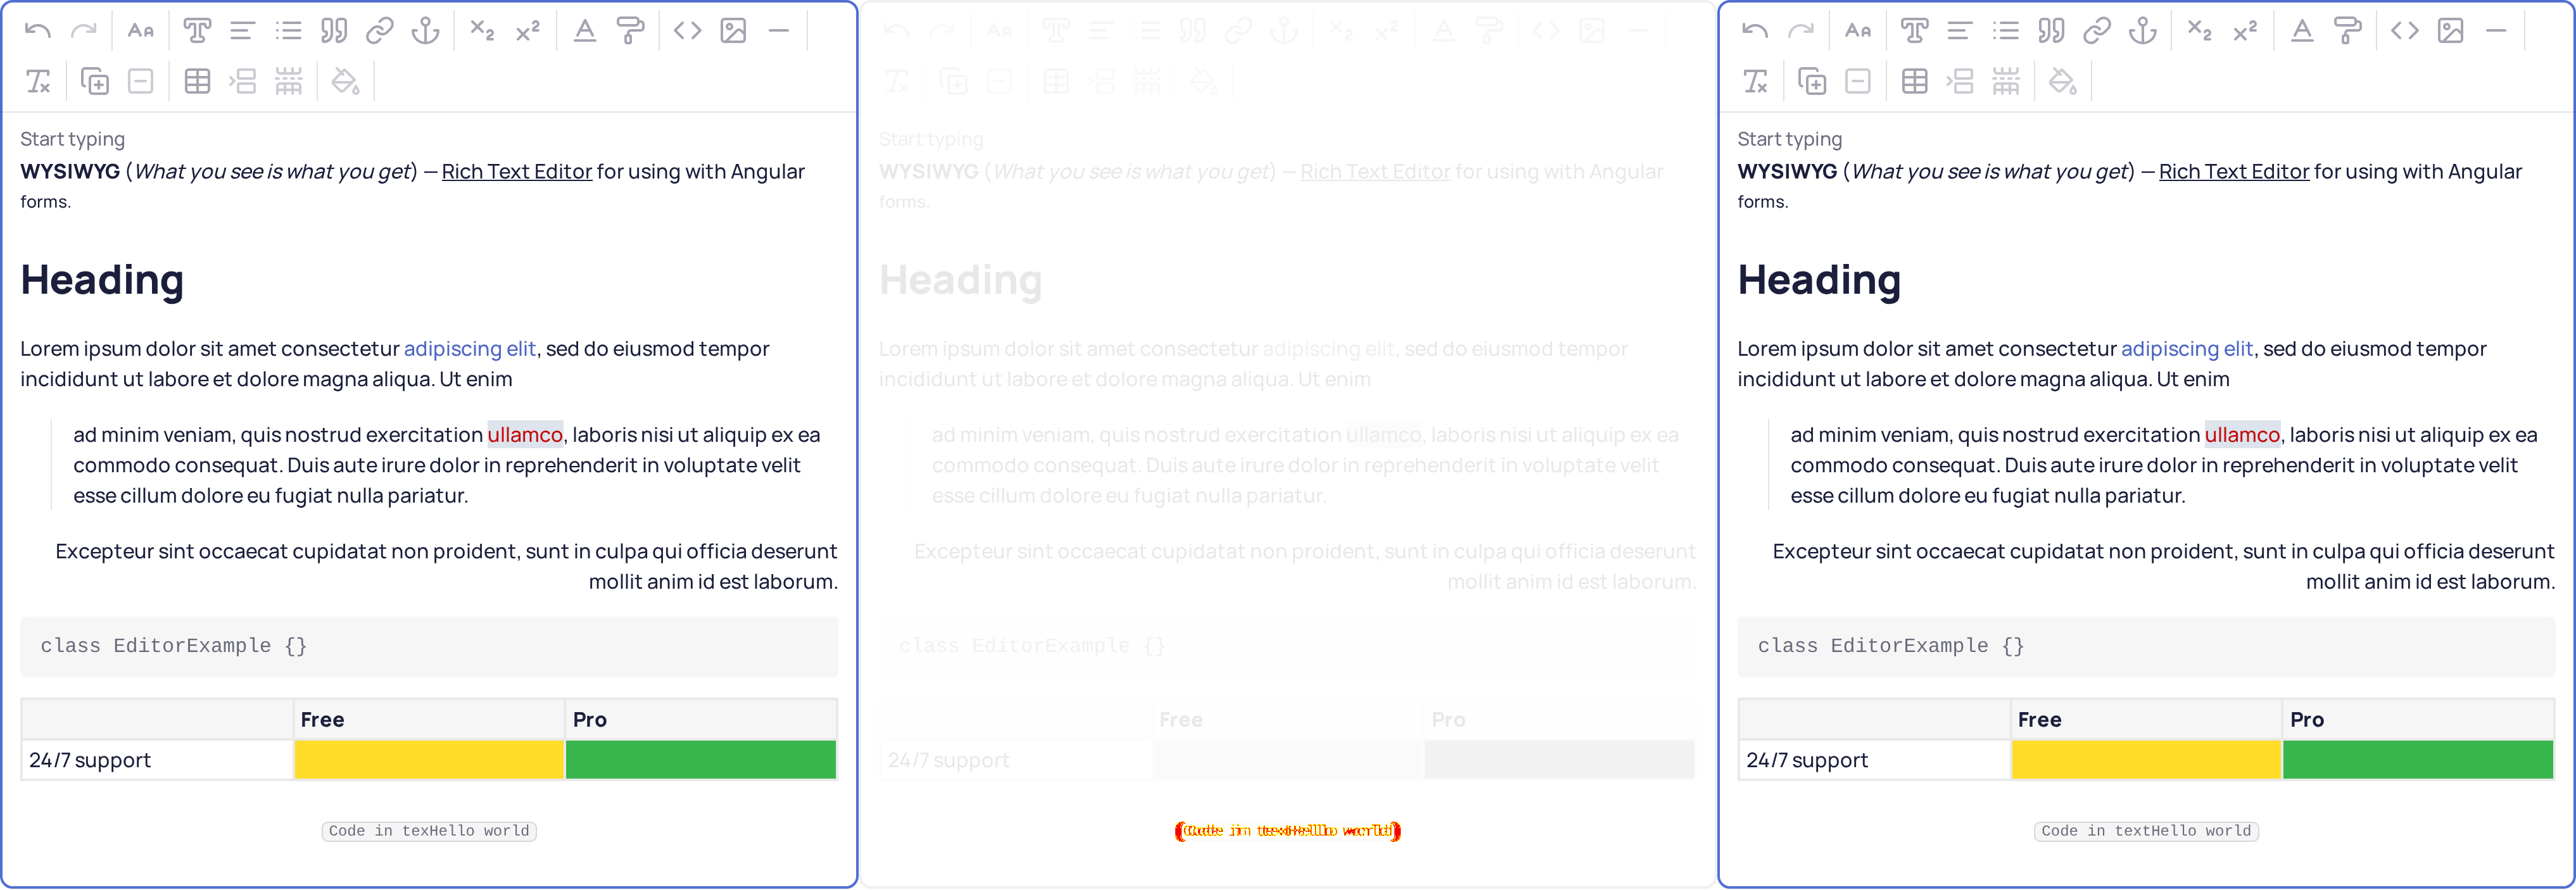 Start typing
WYSIWYG (What you see is what you get) — Rich Text Editor for using with Angular
forms.
Heading
Lorem ipsum dolor sit amet consectetur adipiscing elit, sed do eiusmod tempor
incididunt ut labore et dolore magna aliqua. Ut enim
ad minim veniam, quis nostrud exercitation ullamco, laboris nisi ut aliquip ex ea
commodo consequat. Duis aute irure dolor in reprehenderit in voluptate velit
esse cillum dolore eu fugiat nulla pariatur.
Excepteur sint occaecat cupidatat non proident, sunt in culpa qui officia deserunt
mollit anim id est laborum.
class EditorExample {}
Free Pro
24/7 support
Code in texHello world
Start typing
WYSIWYG (What you see is what you get) — Rich Text Editor for using with Angular
forms.
Heading
Lorem ipsum dolor sit amet consectetur adipiscing elit, sed do eiusmod tempor
incididunt ut labore et dolore magna aliqua. Ut enim
ad minim veniam, quis nostrud exercitation ullamco, laboris nisi ut aliquip ex ea
commodo consequat. Duis aute irure dolor in reprehenderit in voluptate velit
esse cillum dolore eu fugiat nulla pariatur.
Excepteur sint occaecat cupidatat non proident, sunt in culpa qui officia deserunt
mollit anim id est laborum.
class EditorExample {}
Free Pro
24/7 support
Start typing
WYSIWYG (What you see is what you get) — Rich Text Editor for using with Angular
forms.
Heading
Lorem ipsum dolor sit amet consectetur adipiscing elit, sed do eiusmod tempor
incididunt ut labore et dolore magna aliqua. Ut enim
ad minim veniam, quis nostrud exercitation ullamco, laboris nisi ut aliquip ex ea
commodo consequat. Duis aute irure dolor in reprehenderit in voluptate velit
esse cillum dolore eu fugiat nulla pariatur.
Excepteur sint occaecat cupidatat non proident, sunt in culpa qui officia deserunt
mollit anim id est laborum.
class EditorExample {}
Free Pro
24/7 support
Code in textHello world